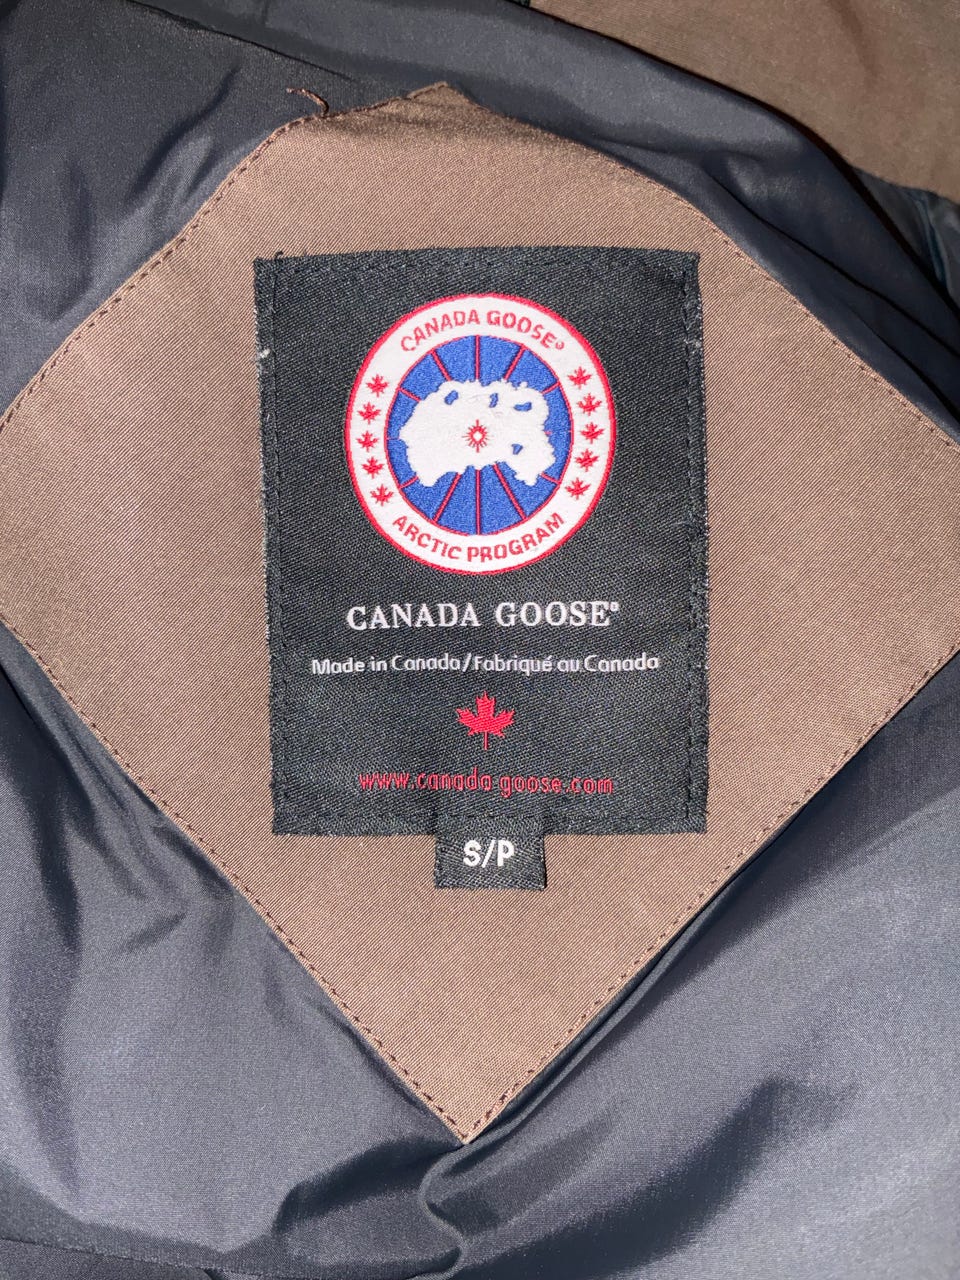 CANADA GOOSE®
ARCTIC PROGRAM
CANADA GOOSE®
Made in Canada/Fabriqué au Canada
www.canada-goose.com
S/P